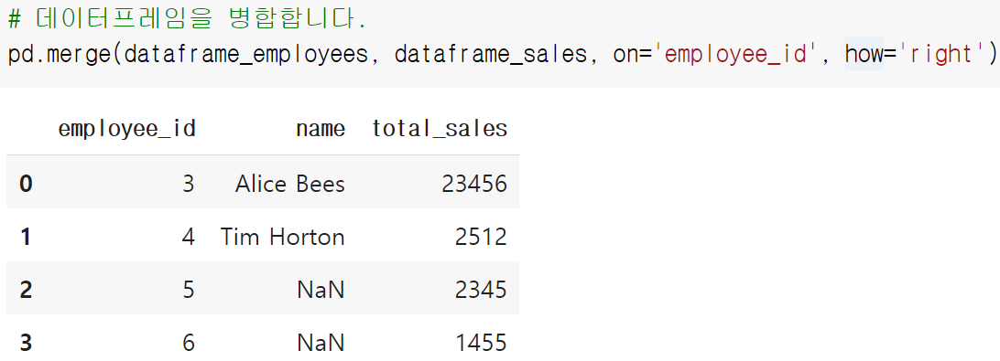 # 데이터프레임을 병합합니다.
pd.merge(dataframe_employees, dataframe_sales, on='employee_id', how='right')
employee_id name total_sales
0 3 Alice Bees 23456
1 4 Tim Horton 2512
2 5 NaN 2345
3 6 NaN 1455